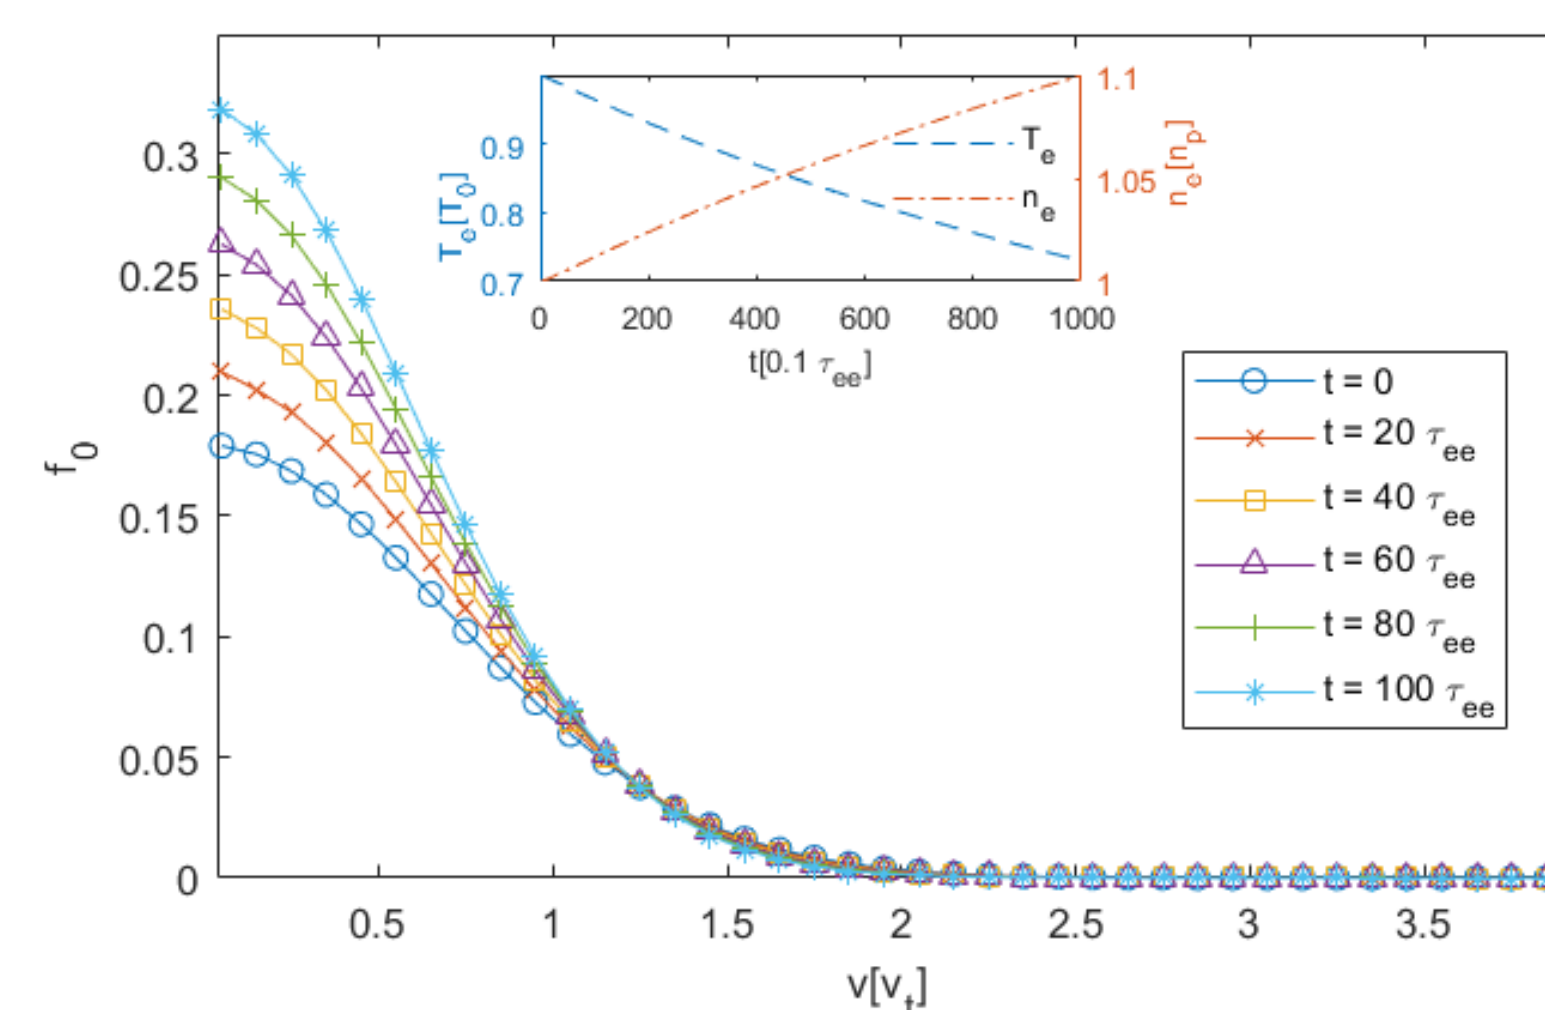 0.3
0.25
0.2
0.15
0.1
0.05
0
f0
0.5
1
1.5
2
2.5
3
3.5
v[vt]
0.9
0.8
0.7
Te[T0]
1.1
1.05
1
ne[np]
0
200
400
600
800
1000
t[0.1 τee]
Te
ne
t = 0
t = 20 τee
t = 40 τee
t = 60 τee
t = 80 τee
t = 100 τee